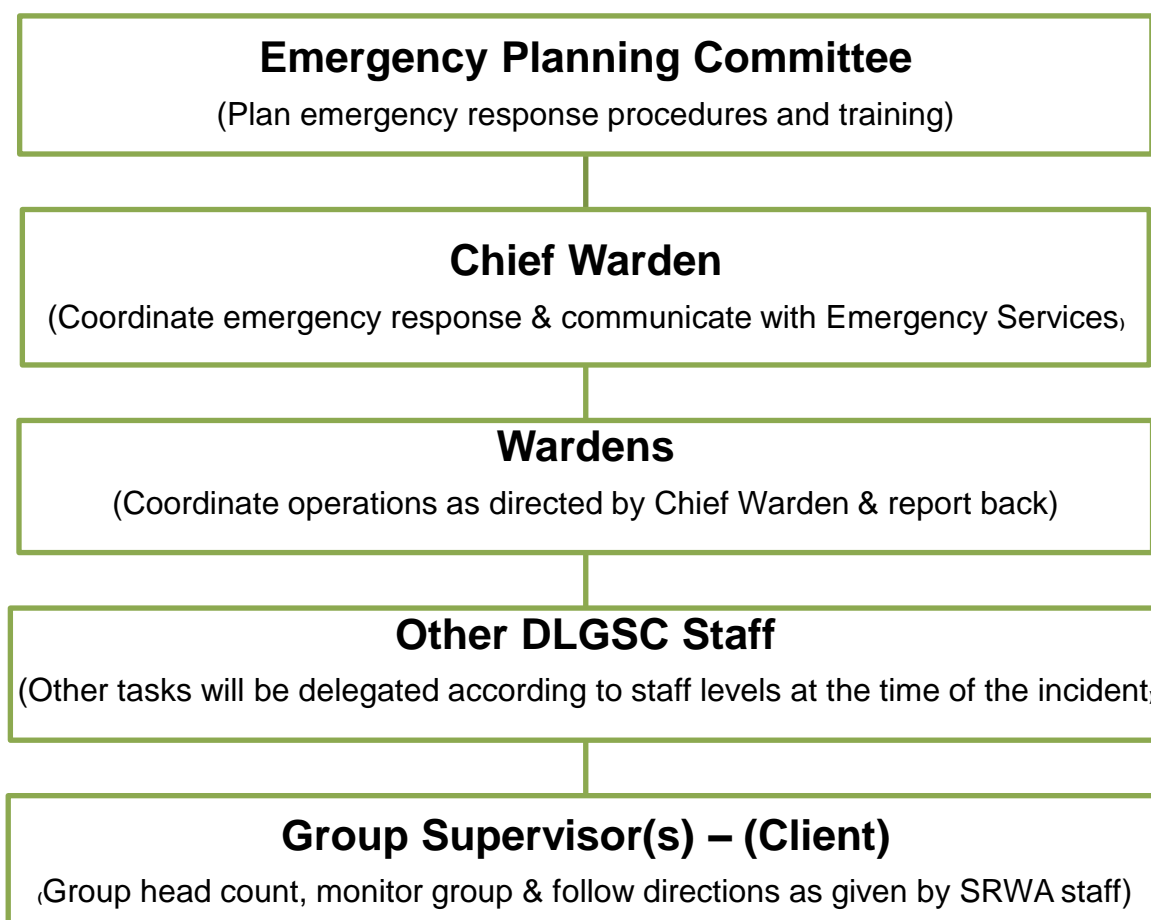 Emergency Planning Committee
(Plan emergency response procedures and training)
Chief Warden
(Coordinate emergency response & communicate with Emergency Services)
Wardens
(Coordinate operations as directed by Chief Warden & report back)
Other DLGSC Staff
(Other tasks will be delegated according to staff levels at the time of the incident)
Group Supervisor(s) – (Client)
(Group head count, monitor group & follow directions as given by SRWA staff)